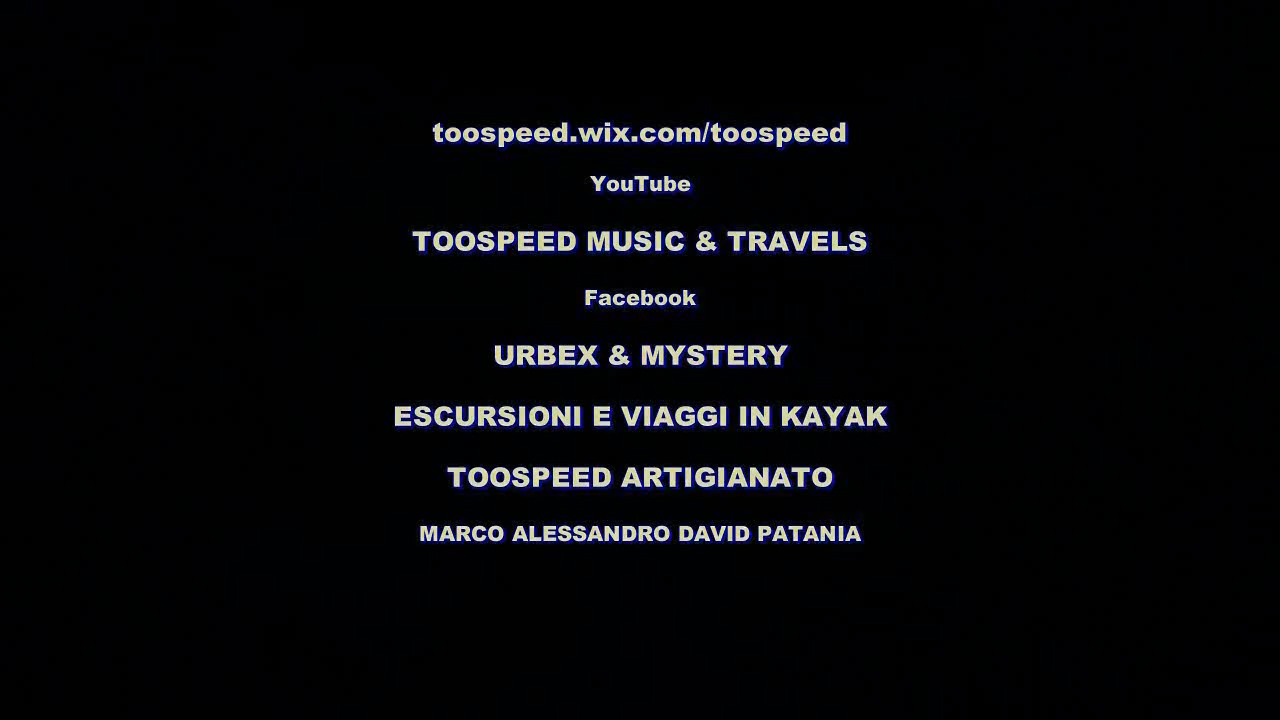 toospeed.wix.com/toospeed
YouTube
TOOSPEED MUSIC & TRAVELS
Facebook
URBEX & MYSTERY
ESCURSIONI E VIAGGI IN KAYAK
TOOSPEED ARTIGIANATO
MARCO ALESSANDRO DAVID PATANIA